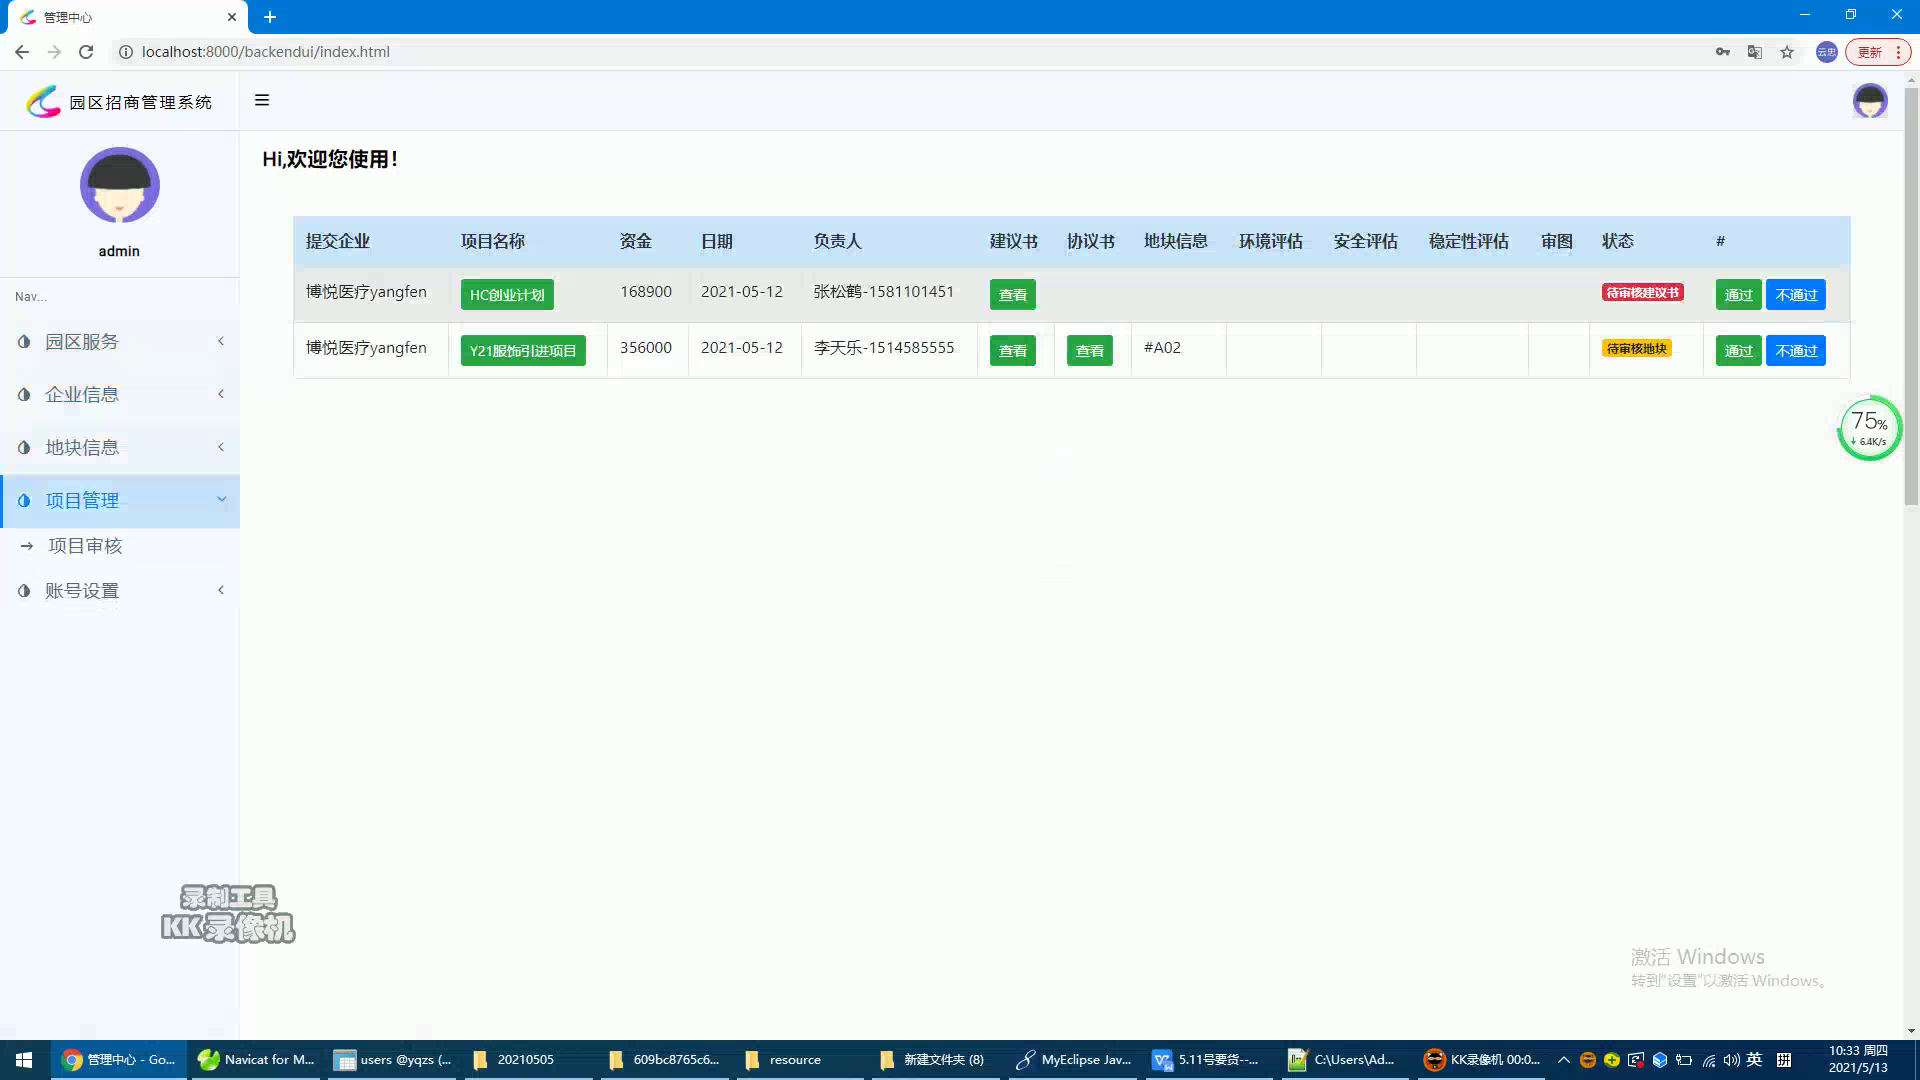 管理中心
localhost:8000/backendui/index.html
云忠
更新
园区招商管理系统
admin
Nav...
园区服务
企业信息
地块信息
项目管理
项目审核
账号设置
Hi,欢迎您使用!
提交企业 项目名称 资金 日期 负责人 建议书 协议书 地块信息 环境评估 安全评估 稳定性评估 审图 状态 #
博悦医疗yangfen HC创业计划 168900 2021-05-12 张松鹤-1581101451 查看 待审核建议书 通过 不通过
博悦医疗yangfen Y21服饰引进项目 356000 2021-05-12 李天乐-1514585555 查看 查看 #A02 待审核地块 通过 不通过
75%
6.4K/s
录制工具
KK录像机
激活 Windows
转到"设置"以激活 Windows。
管理中心 - Go... Navicat for M... users @yqzs (... 20210505 609bc8765c6... resource 新建文件夹 (8) MyEclipse Jav... 5.11号要货--... C:\Users\Ad... KK录像机 00:0... 英 拼
10:33 周四
2021/5/13